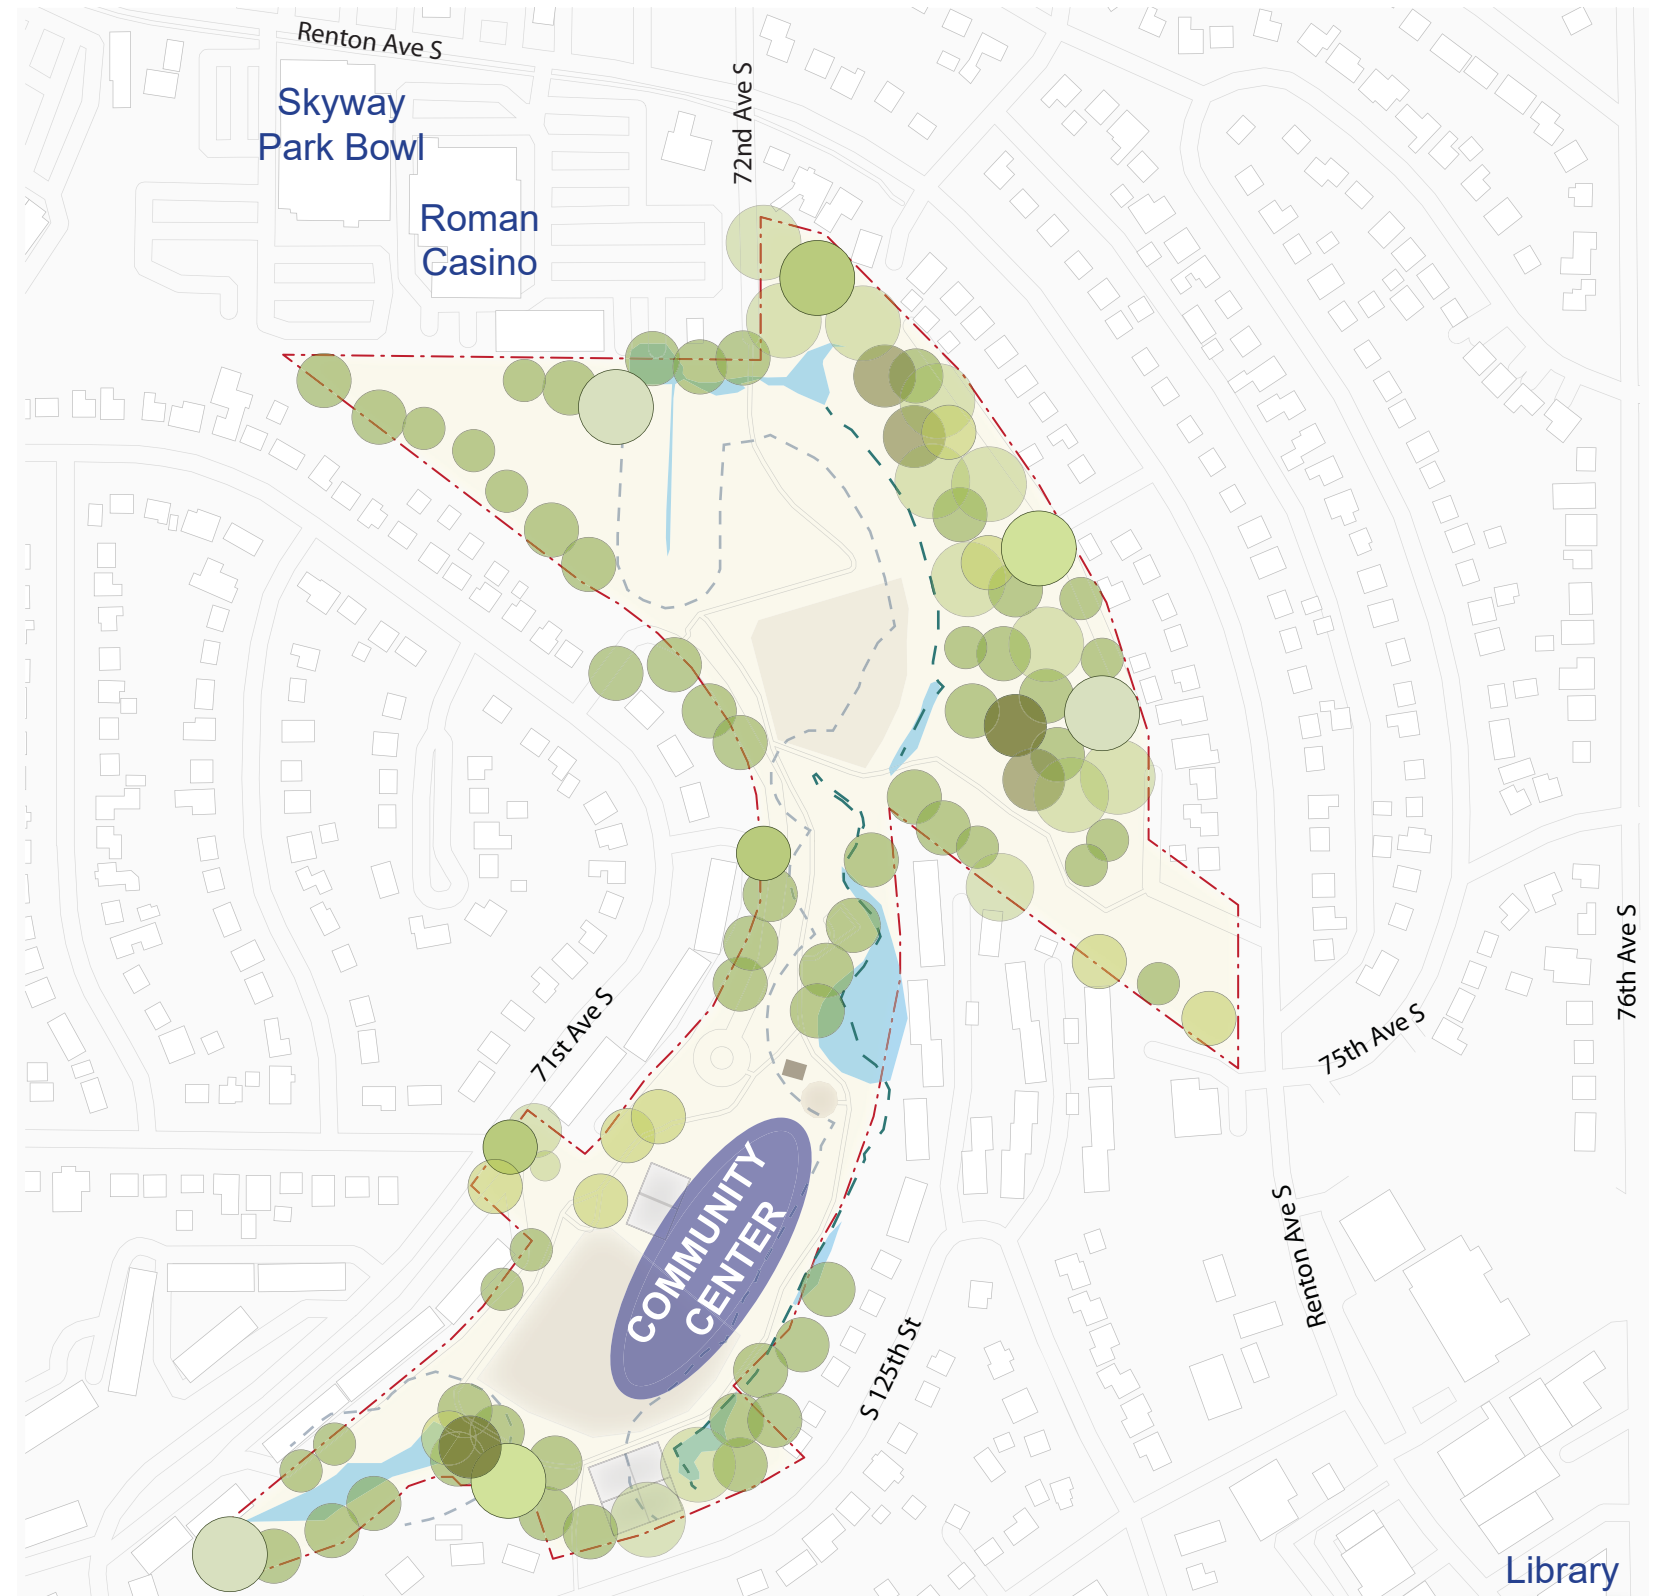 Renton Ave S
Skyway
Park Bowl
72nd Ave S
Roman
Casino
76th Ave S
71st Ave S
75th Ave S
COMMUNITY
CENTER
Renton Ave S
S 125th St
Library